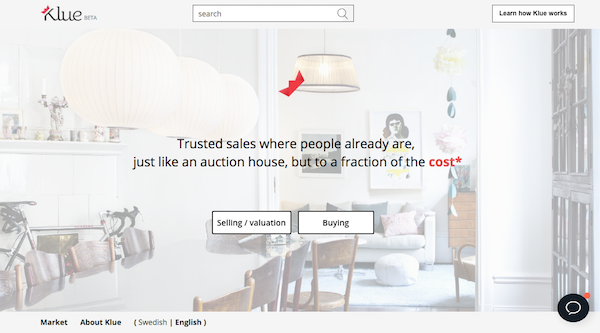 Klue BETA
search
Learn how Klue works
Trusted sales where people already are,
just like an auction house, but to a fraction of the cost*
Selling / valuation
Buying
Market About Klue ( Swedish | English )